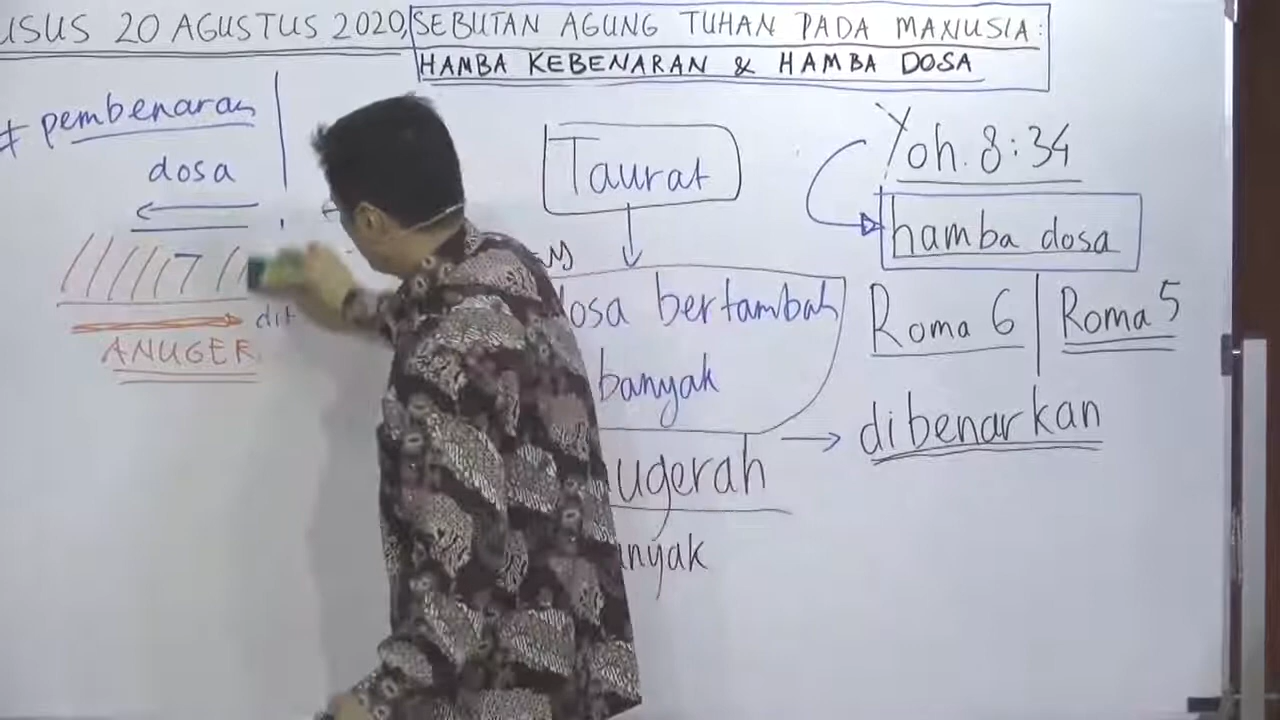 USUS 20 AGUSTUS 2020, SEBUTAN AGUNG TUHAN PADA MANUSIA:
HAMBA KEBENARAN & HAMBA DOSA
≠ pembenaran
dosa
ANUGER
Taurat
dosa bertambah
banyak
ugerah
anyak
Yoh. 8:34
hamba dosa
Roma 6 | Roma 5
dibenarkan